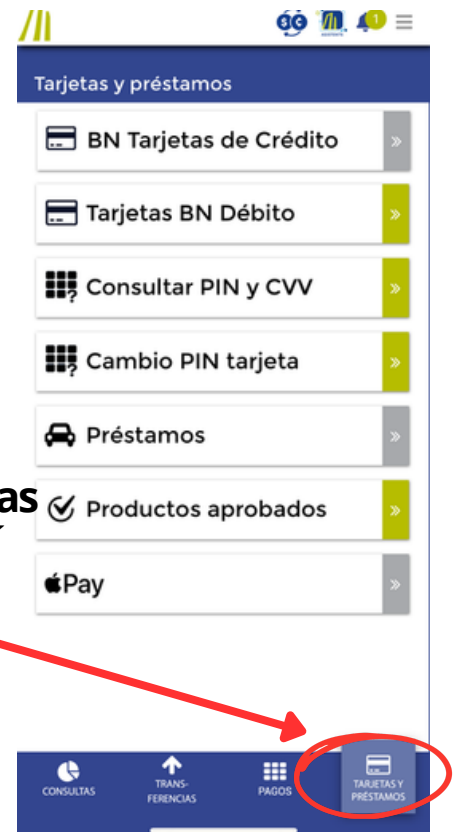 1
Tarjetas y préstamos
BN Tarjetas de Crédito
Tarjetas BN Débito
Consultar PIN y CVV
Cambio PIN tarjeta
Préstamos
as
Productos aprobados
Pay
CONSULTAS
TRANS-
FERENCIAS
PAGOS
TARJETAS Y
PRÉSTAMOS